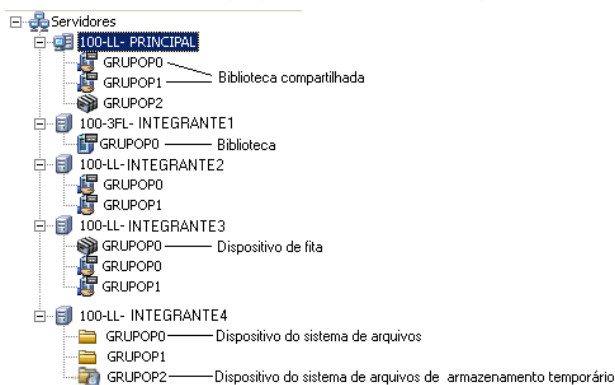 Servidores
100-LL- PRINCIPAL
GRUPOP0
GRUPOP1
Biblioteca compartilhada
GRUPOP2
100-3FL- INTEGRANTE1
GRUPOP0 Biblioteca
100-LL- INTEGRANTE2
GRUPOP0
GRUPOP1
100-LL- INTEGRANTE3
GRUPOP0 Dispositivo de fita
GRUPOP0
GRUPOP1
100-LL- INTEGRANTE4
GRUPOP0 Dispositivo do sistema de arquivos
GRUPOP1
GRUPOP2 Dispositivo do sistema de arquivos de armazenamento temporário